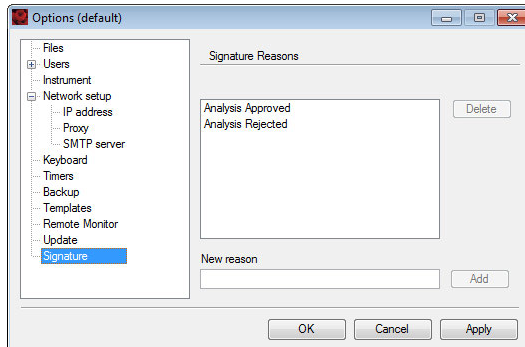 Options (default)
Files
Users
Instrument
Network setup
IP address
Proxy
SMTP server
Keyboard
Timers
Backup
Templates
Remote Monitor
Update
Signature
Signature Reasons
Analysis Approved
Analysis Rejected
Delete
New reason
Add
OK
Cancel
Apply